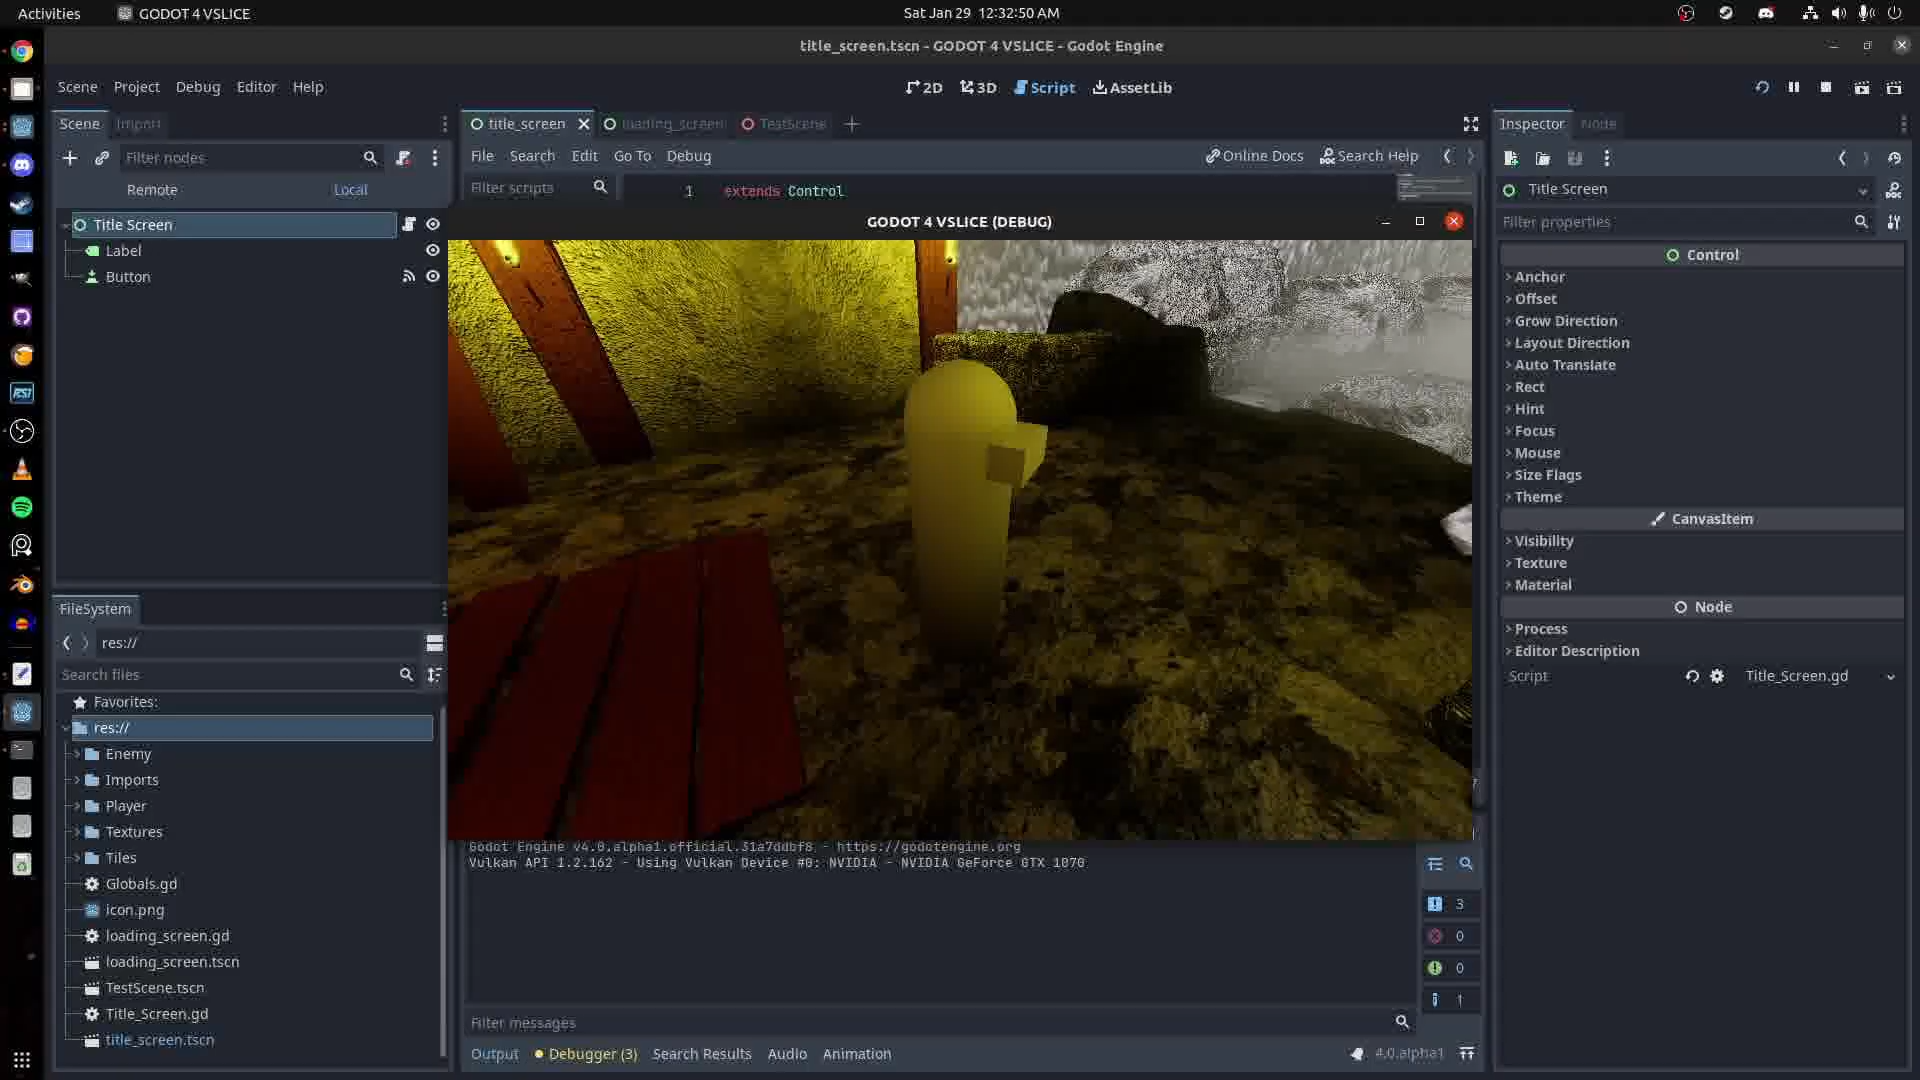 Activities GODOT 4 VSLICE Sat Jan 29 12:32:50 AM
title_screen.tscn - GODOT 4 VSLICE - Godot Engine
Scene Project Debug Editor Help 2D 3D Script AssetLib
Scene Import title_screen loading_screen TestScene Inspector Node
Filter nodes File Search Edit Go To Debug Online Docs Search Help
Remote Local Filter scripts 1 extends Control Title Screen
GODOT 4 VSLICE (DEBUG) Filter properties
Title Screen
Label
Button
Control
Anchor
Offset
Grow Direction
Layout Direction
Auto Translate
Rect
Hint
Focus
Mouse
Size Flags
Theme
CanvasItem
Visibility
Texture
Material
Node
Process
Editor Description
Script Title_Screen.gd
FileSystem
res://
Search files
Favorites:
res://
Enemy
Imports
Player
Textures
Tiles
Globals.gd
icon.png
loading_screen.gd
loading_screen.tscn
TestScene.tscn
Title_Screen.gd
title_screen.tscn
Godot Engine v4.0.alpha1.official.31a7ddbf8 - https://godotengine.org
Vulkan API 1.2.162 - Using Vulkan Device #0: NVIDIA - NVIDIA GeForce GTX 1070
3
0
0
1
Filter messages
Output Debugger (3) Search Results Audio Animation 4.0.alpha1